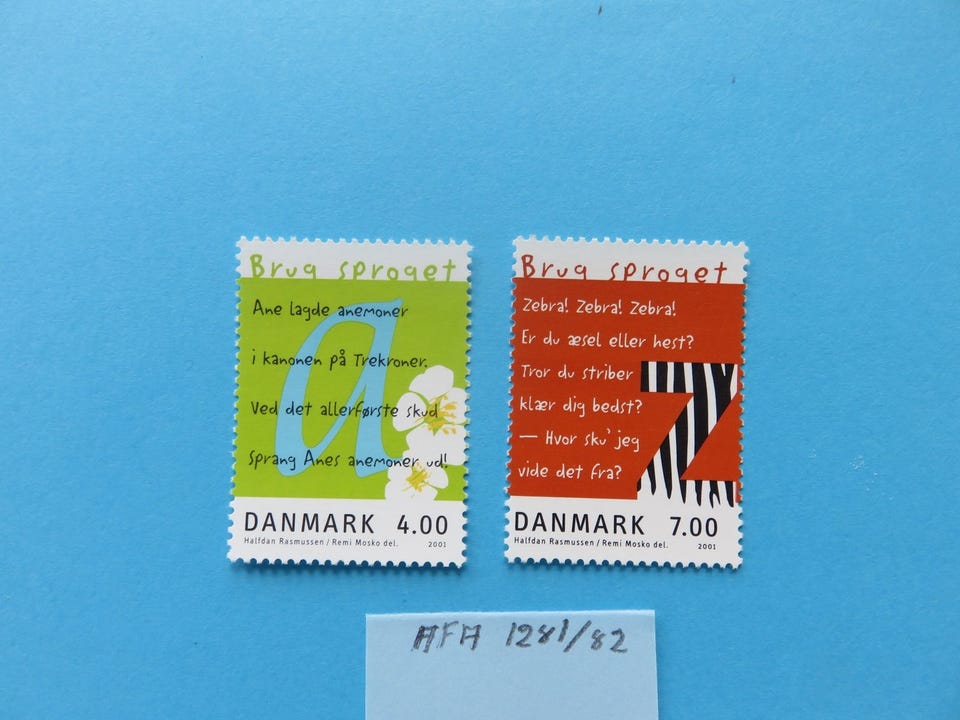 Brug sproget
Ane lagde anemoner
i kanonen på Trekroner.
Ved det allerførste skud
sprang Anes anemoner ud!
DANMARK 4.00
Halfdan Rasmussen / Remi Mosko del. 2001
Brug sproget
Zebra! Zebra! Zebra!
Er du æsel eller hest?
Tror du striber
klær dig bedst?
— Hvor sku' jeg
vide det fra?
DANMARK 7.00
Halfdan Rasmussen / Remi Mosko del. 2001
AFA 1281/82